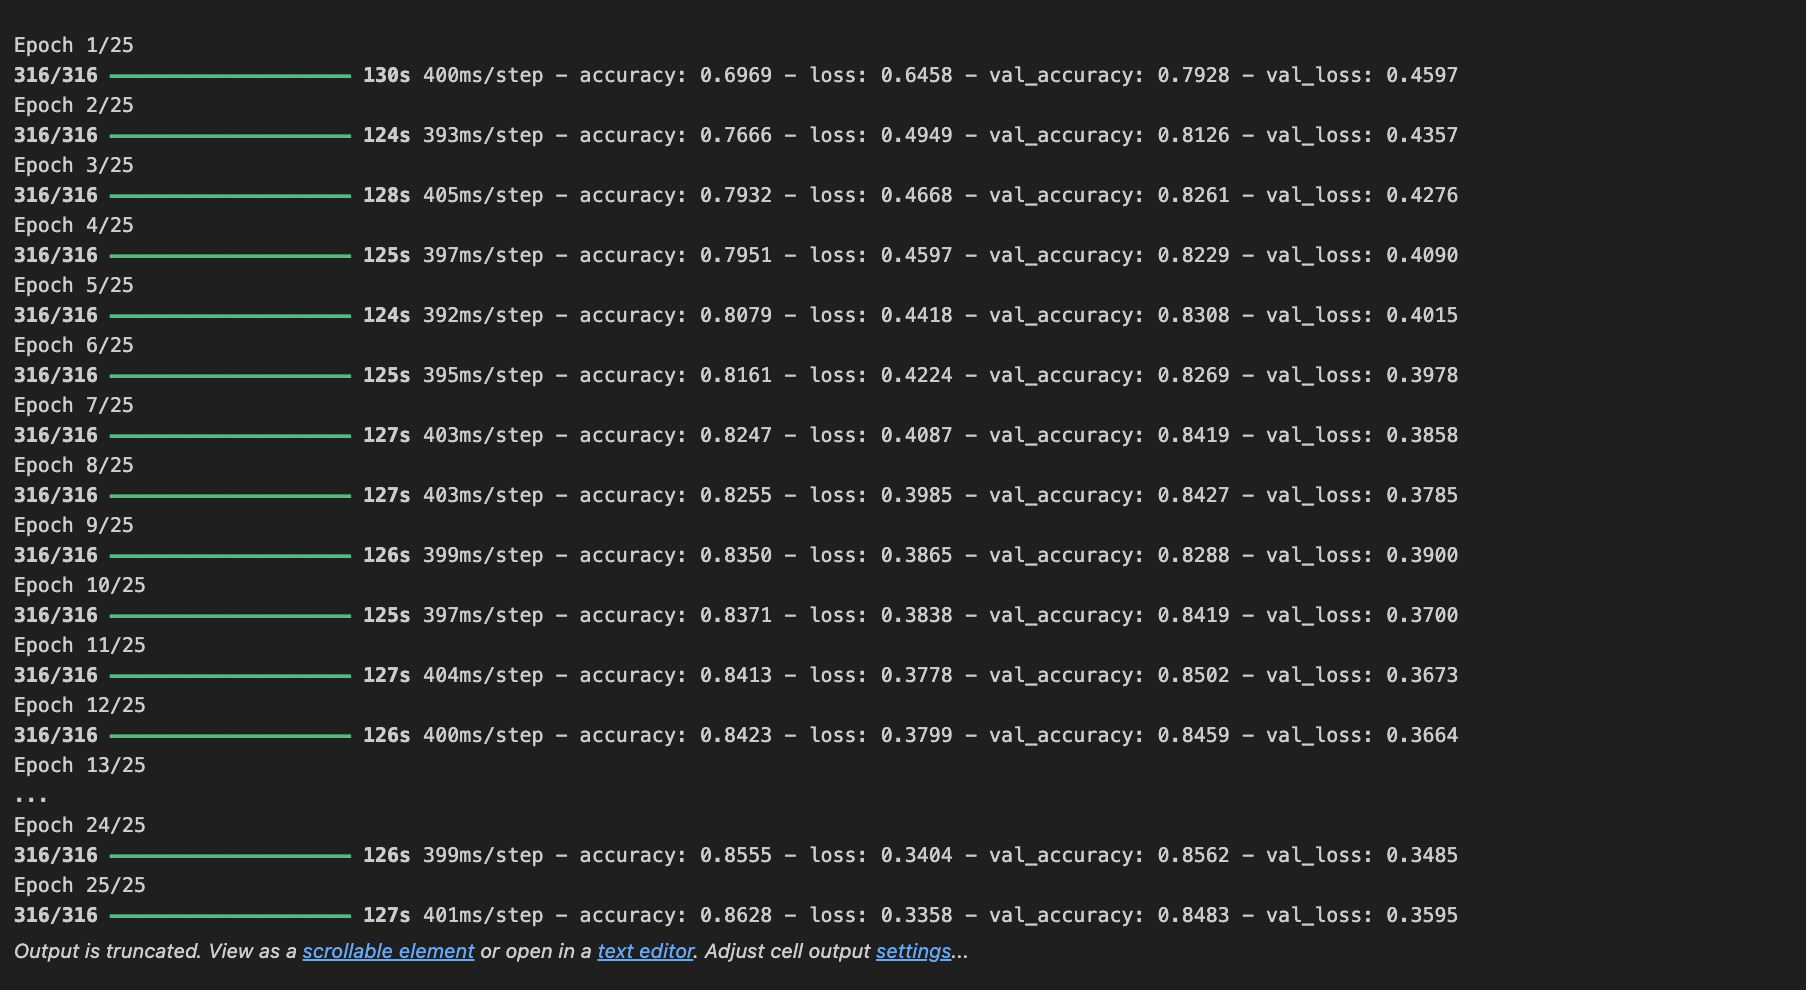 Epoch 1/25
316/316 130s 400ms/step - accuracy: 0.6969 - loss: 0.6458 - val_accuracy: 0.7928 - val_loss: 0.4597
Epoch 2/25
316/316 124s 393ms/step - accuracy: 0.7666 - loss: 0.4949 - val_accuracy: 0.8126 - val_loss: 0.4357
Epoch 3/25
316/316 128s 405ms/step - accuracy: 0.7932 - loss: 0.4668 - val_accuracy: 0.8261 - val_loss: 0.4276
Epoch 4/25
316/316 125s 397ms/step - accuracy: 0.7951 - loss: 0.4597 - val_accuracy: 0.8229 - val_loss: 0.4090
Epoch 5/25
316/316 124s 392ms/step - accuracy: 0.8079 - loss: 0.4418 - val_accuracy: 0.8308 - val_loss: 0.4015
Epoch 6/25
316/316 125s 395ms/step - accuracy: 0.8161 - loss: 0.4224 - val_accuracy: 0.8269 - val_loss: 0.3978
Epoch 7/25
316/316 127s 403ms/step - accuracy: 0.8247 - loss: 0.4087 - val_accuracy: 0.8419 - val_loss: 0.3858
Epoch 8/25
316/316 127s 403ms/step - accuracy: 0.8255 - loss: 0.3985 - val_accuracy: 0.8427 - val_loss: 0.3785
Epoch 9/25
316/316 126s 399ms/step - accuracy: 0.8350 - loss: 0.3865 - val_accuracy: 0.8288 - val_loss: 0.3900
Epoch 10/25
316/316 125s 397ms/step - accuracy: 0.8371 - loss: 0.3838 - val_accuracy: 0.8419 - val_loss: 0.3700
Epoch 11/25
316/316 127s 404ms/step - accuracy: 0.8413 - loss: 0.3778 - val_accuracy: 0.8502 - val_loss: 0.3673
Epoch 12/25
316/316 126s 400ms/step - accuracy: 0.8423 - loss: 0.3799 - val_accuracy: 0.8459 - val_loss: 0.3664
Epoch 13/25
...
Epoch 24/25
316/316 126s 399ms/step - accuracy: 0.8555 - loss: 0.3404 - val_accuracy: 0.8562 - val_loss: 0.3485
Epoch 25/25
316/316 127s 401ms/step - accuracy: 0.8628 - loss: 0.3358 - val_accuracy: 0.8483 - val_loss: 0.3595
Output is truncated. View as a scrollable element or open in a text editor. Adjust cell output settings...